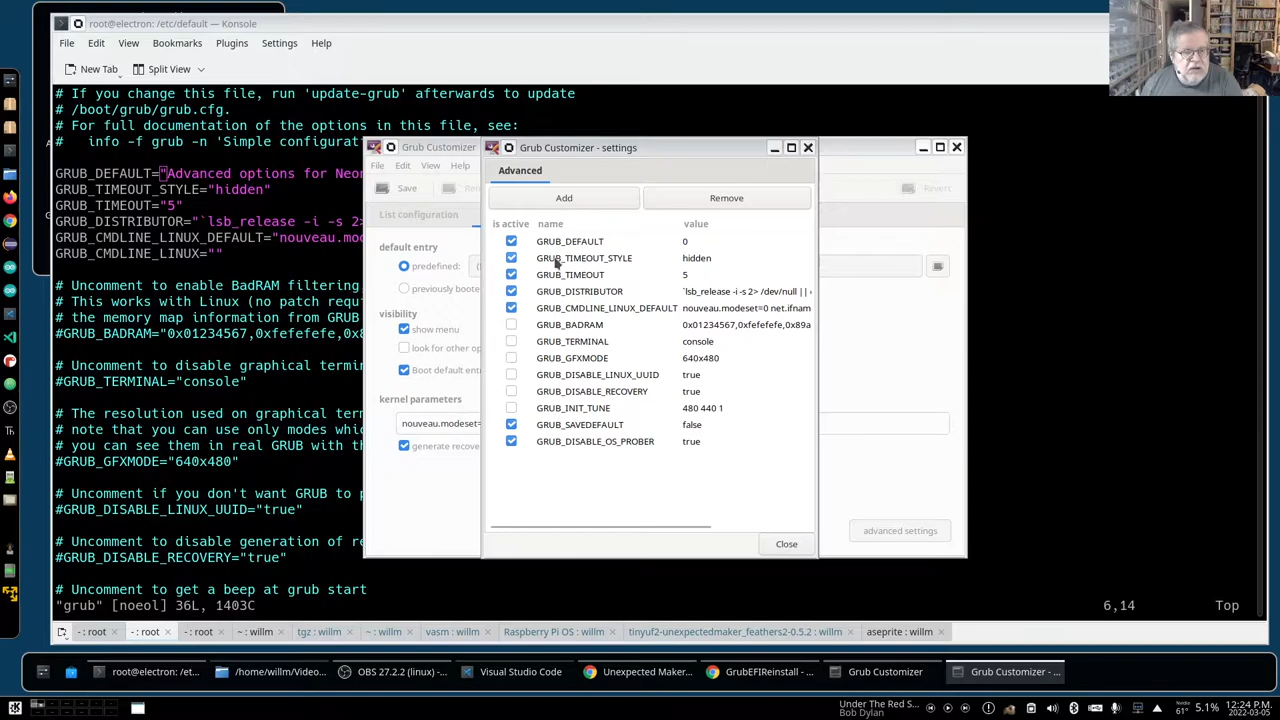 root@electron: /etc/default — Konsole
File Edit View Bookmarks Plugins Settings Help
New Tab Split View
# If you change this file, run 'update-grub' afterwards to update
# /boot/grub/grub.cfg.
# For full documentation of the options in this file, see:
#   info -f grub -n 'Simple configurat
GRUB_DEFAULT="Advanced options for Neon
GRUB_TIMEOUT_STYLE="hidden"
GRUB_TIMEOUT="5"
GRUB_DISTRIBUTOR="`lsb_release -i -s 2>
GRUB_CMDLINE_LINUX_DEFAULT="nouveau.mod
GRUB_CMDLINE_LINUX=""
# Uncomment to enable BadRAM filtering
# This works with Linux (no patch requ
# the memory map information from GRUB
#GRUB_BADRAM="0x01234567,0xfefefefe,0x8
# Uncomment to disable graphical termi
#GRUB_TERMINAL="console"
# The resolution used on graphical term
# note that you can use only modes whic
# you can see them in real GRUB with th
#GRUB_GFXMODE="640x480"
# Uncomment if you don't want GRUB to p
#GRUB_DISABLE_LINUX_UUID="true"
# Uncomment to disable generation of re
#GRUB_DISABLE_RECOVERY="true"
# Uncomment to get a beep at grub start
"grub" [noeol] 36L, 1403C 6,14 Top
Grub Customizer
File Edit View Help
Save Revert
List configuration
default entry
predefined:
previously boote
visibility
show menu
look for other op
Boot default en
kernel parameters
nouveau.modeset=
generate recove
advanced settings
Grub Customizer - settings
Advanced
Add Remove
is active name value
GRUB_DEFAULT 0
GRUB_TIMEOUT_STYLE hidden
GRUB_TIMEOUT 5
GRUB_DISTRIBUTOR `lsb_release -i -s 2> /dev/null ||
GRUB_CMDLINE_LINUX_DEFAULT nouveau.modeset=0 net.ifnam
GRUB_BADRAM 0x01234567,0xfefefefe,0x89a
GRUB_TERMINAL console
GRUB_GFXMODE 640x480
GRUB_DISABLE_LINUX_UUID true
GRUB_DISABLE_RECOVERY true
GRUB_INIT_TUNE 480 440 1
GRUB_SAVEDEFAULT false
GRUB_DISABLE_OS_PROBER true
Close
- : root - : root - : root ~ : willm tgz : willm ~ : willm vasm : willm Raspberry Pi OS : willm tinyuf2-unexpectedmaker_feathers2-0.5.2 : willm aseprite : willm
root@electron: /et... /home/willm/Video... OBS 27.2.2 (linux) -... Visual Studio Code Unexpected Maker... GrubEFIReinstall - ... Grub Customizer Grub Customizer - ...
Under The Red S...
Bob Dylan
Nvidia
61° 5.1%
12:24 P.M.
2022-03-05